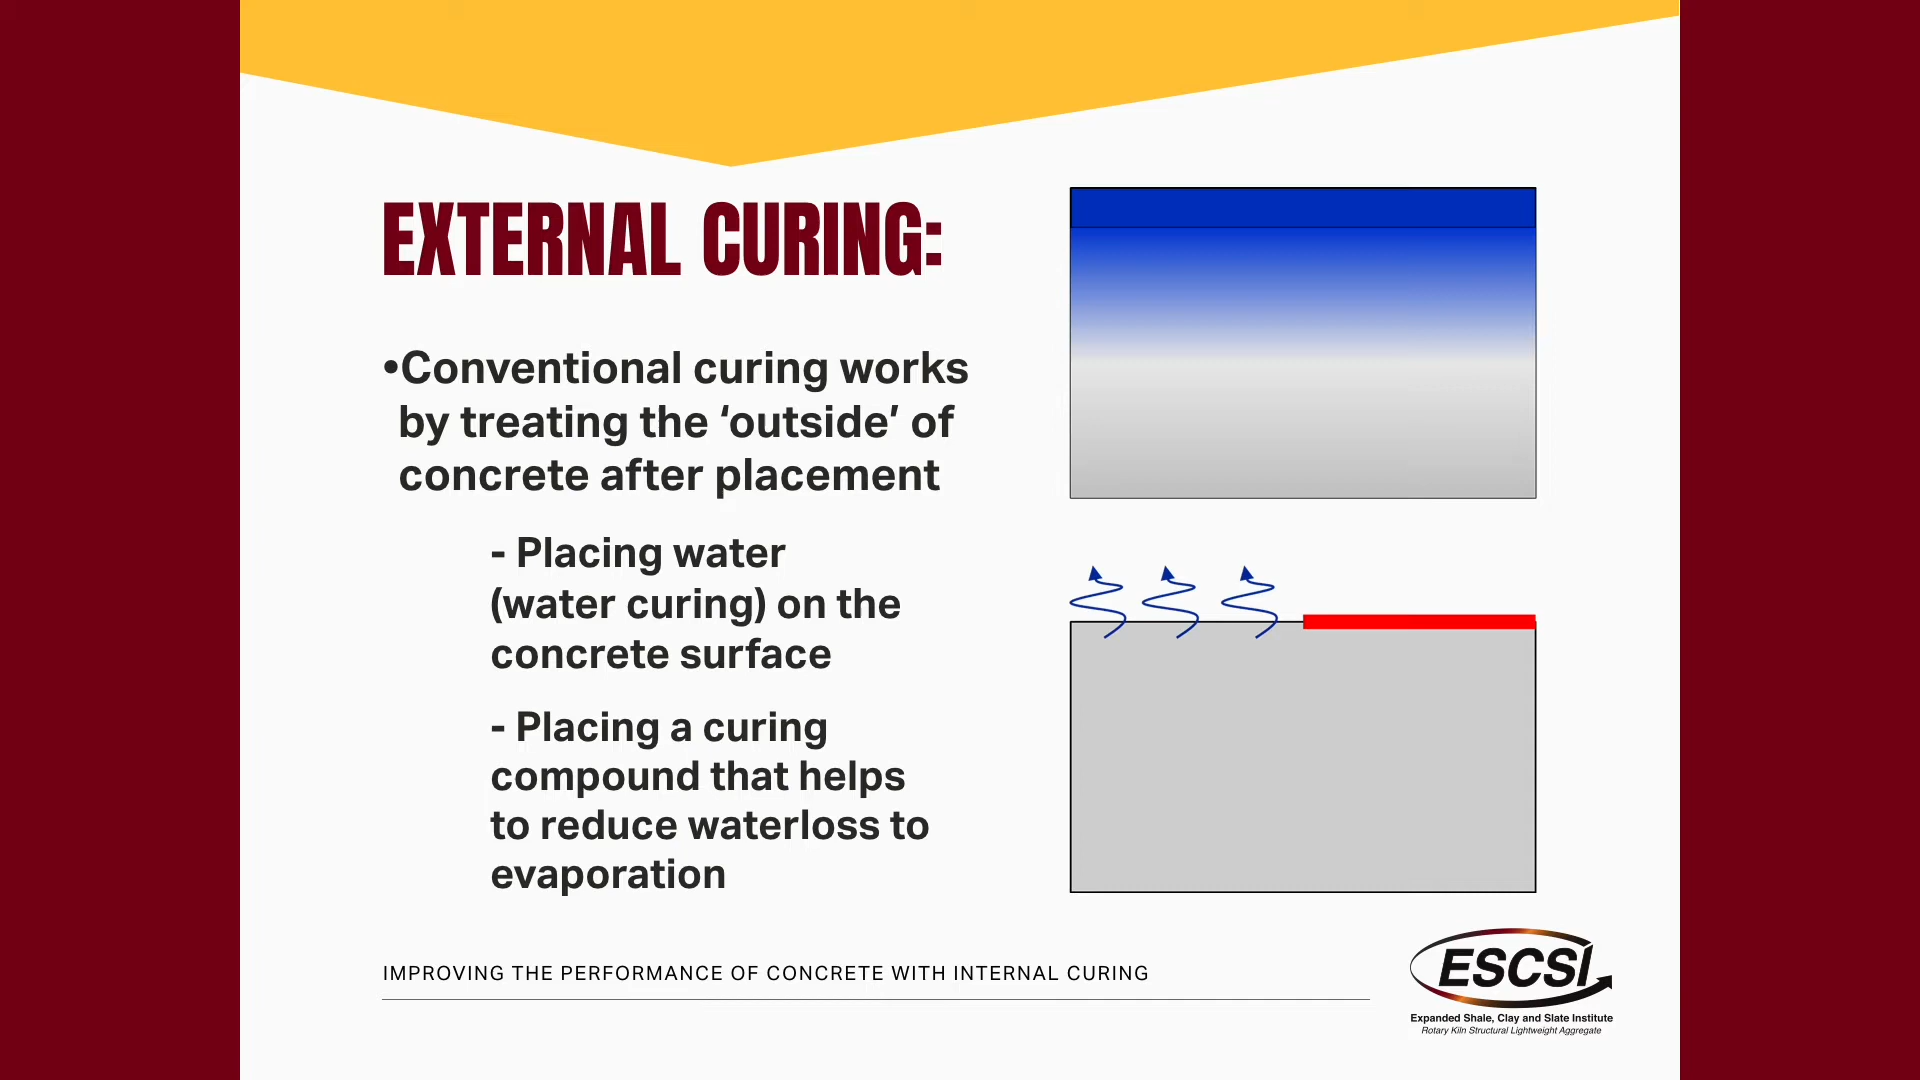 EXTERNAL CURING:
•Conventional curing works
by treating the ‘outside’ of
concrete after placement
- Placing water
(water curing) on the
concrete surface
- Placing a curing
compound that helps
to reduce waterloss to
evaporation
IMPROVING THE PERFORMANCE OF CONCRETE WITH INTERNAL CURING
ESCSI
Expanded Shale, Clay and Slate Institute
Rotary Kiln Structural Lightweight Aggregate